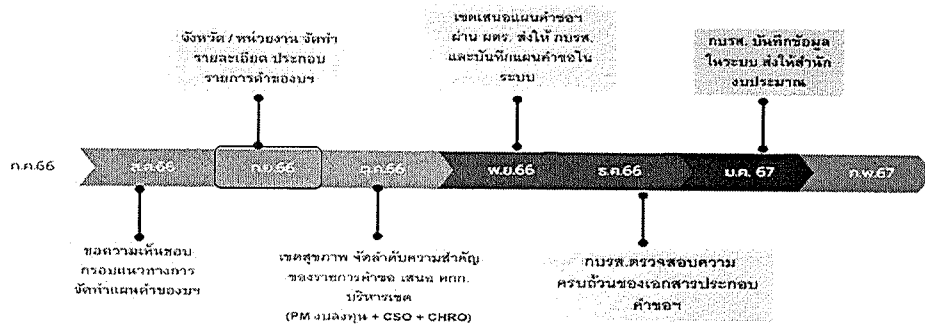 เขตเสนอแผนคำขอฯ
ผ่าน ผตร. ส่งให้ กบรส.
และบันทึกแผนคำขอใน
ระบบ
จังหวัด / หน่วยงาน จัดทำ
รายละเอียด ประกอบ
รายการคำของบฯ
กบรส. บันทึกข้อมูล
ในระบบ ส่งให้สำนัก
งบประมาณ
ก.ค.66
ส.ค.66
ก.ย.66
ต.ค.66
พ.ย.66
ธ.ค.66
ม.ค. 67
ก.พ.67
ขอความเห็นชอบ
กรอบแนวทางการ
จัดทำแผนคำของบฯ
เขตสุขภาพ จัดลำดับความสำคัญ
ของรายการคำขอ เสนอ คกก.
บริหารเขต
(PM งบลงทุน + CSO + CHRO)
กบรส.ตรวจสอบความ
ครบถ้วนของเอกสารประกอบ
คำขอฯ